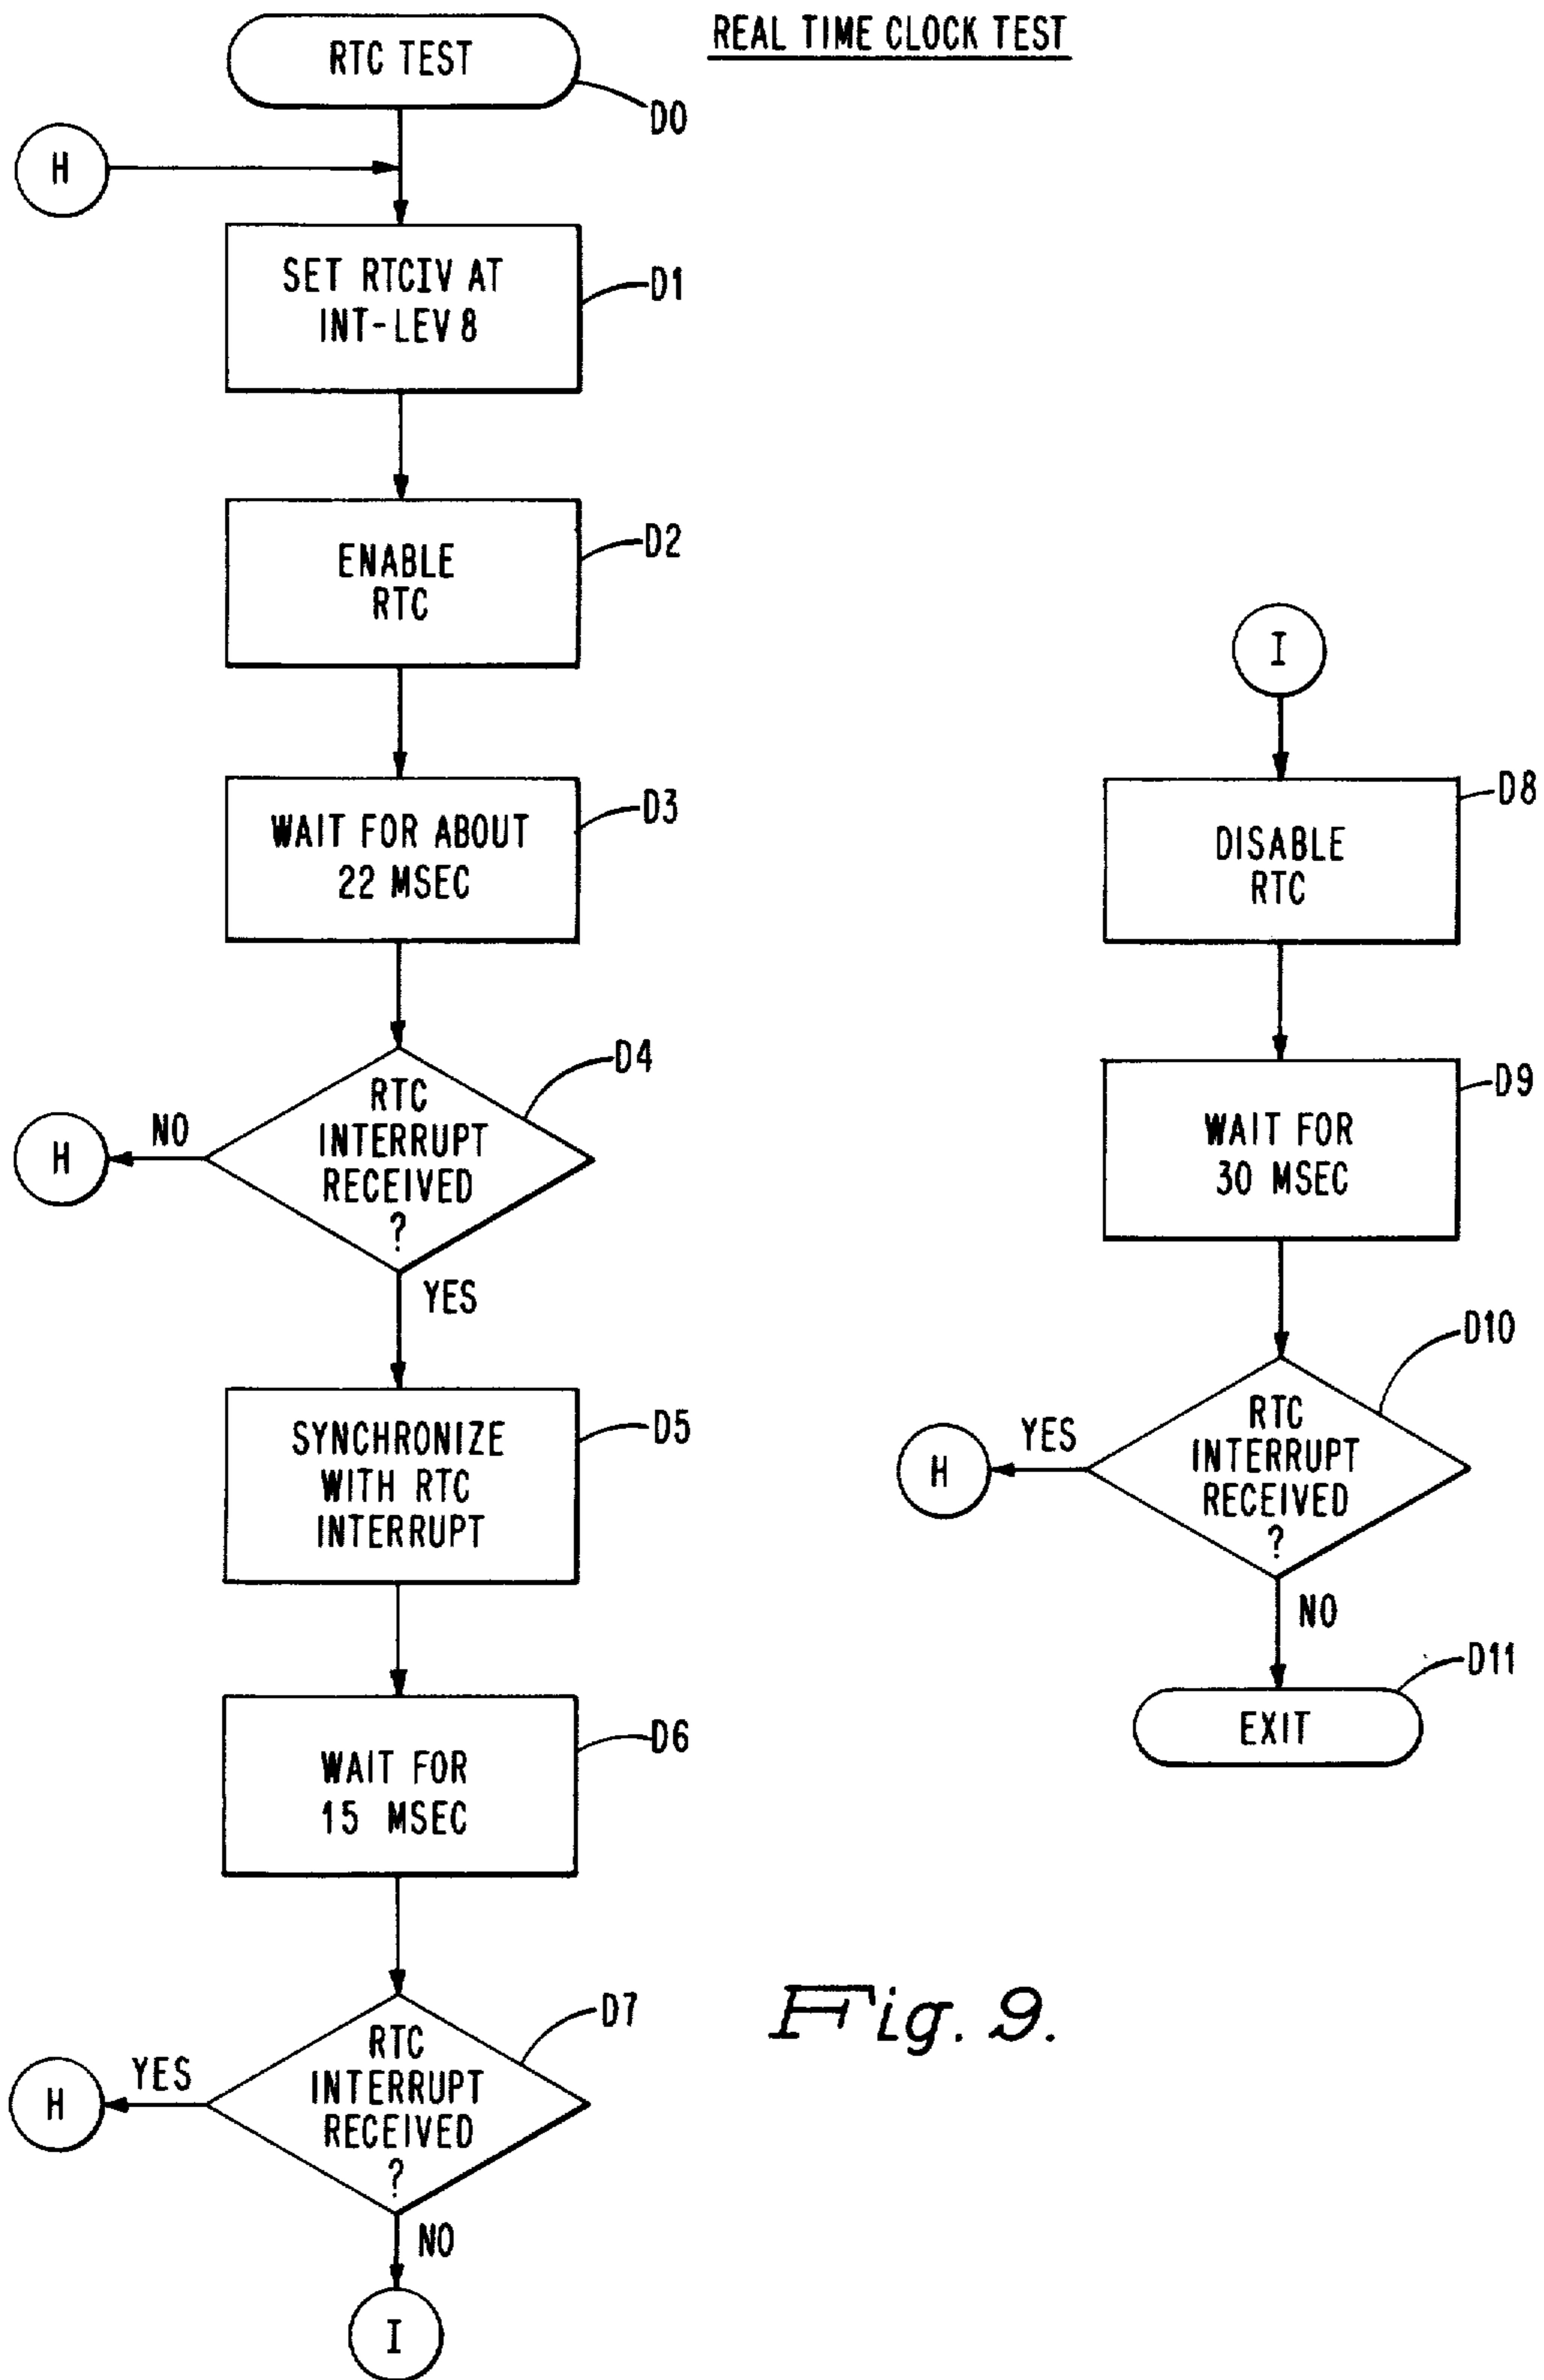 REAL TIME CLOCK TEST
RTC TEST
D0
H
SET RTCIV AT
INT-LEV 8
D1
ENABLE
RTC
D2
WAIT FOR ABOUT
22 MSEC
D3
RTC
INTERRUPT
RECEIVED
?
D4
NO
H
YES
SYNCHRONIZE
WITH RTC
INTERRUPT
D5
WAIT FOR
15 MSEC
D6
RTC
INTERRUPT
RECEIVED
?
D7
YES
H
NO
I
I
DISABLE
RTC
D8
WAIT FOR
30 MSEC
D9
RTC
INTERRUPT
RECEIVED
?
D10
YES
H
NO
EXIT
D11
Fig. 9.